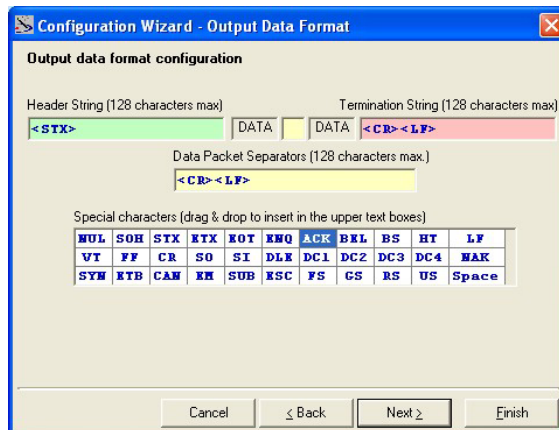 Configuration Wizard - Output Data Format
Output data format configuration
Header String (128 characters max) Termination String (128 characters max)
<STX> DATA DATA <CR><LF>
Data Packet Separators (128 characters max.)
<CR><LF>
Special characters (drag & drop to insert in the upper text boxes)
NUL SOH STX ETX EOT ENQ ACK BEL BS HT LF
VT FF CR SO SI DLE DC1 DC2 DC3 DC4 NAK
SYN ETB CAN EM SUB ESC FS GS RS US Space
Cancel < Back Next > Finish